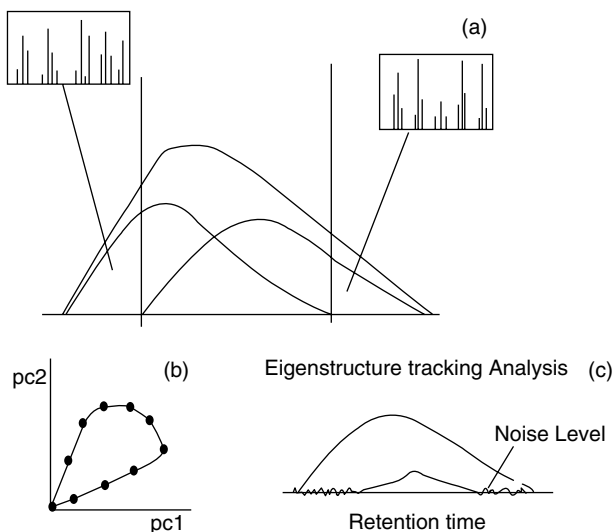 (a)
(b)
pc2
pc1
Eigenstructure tracking Analysis
(c)
Noise Level
Retention time